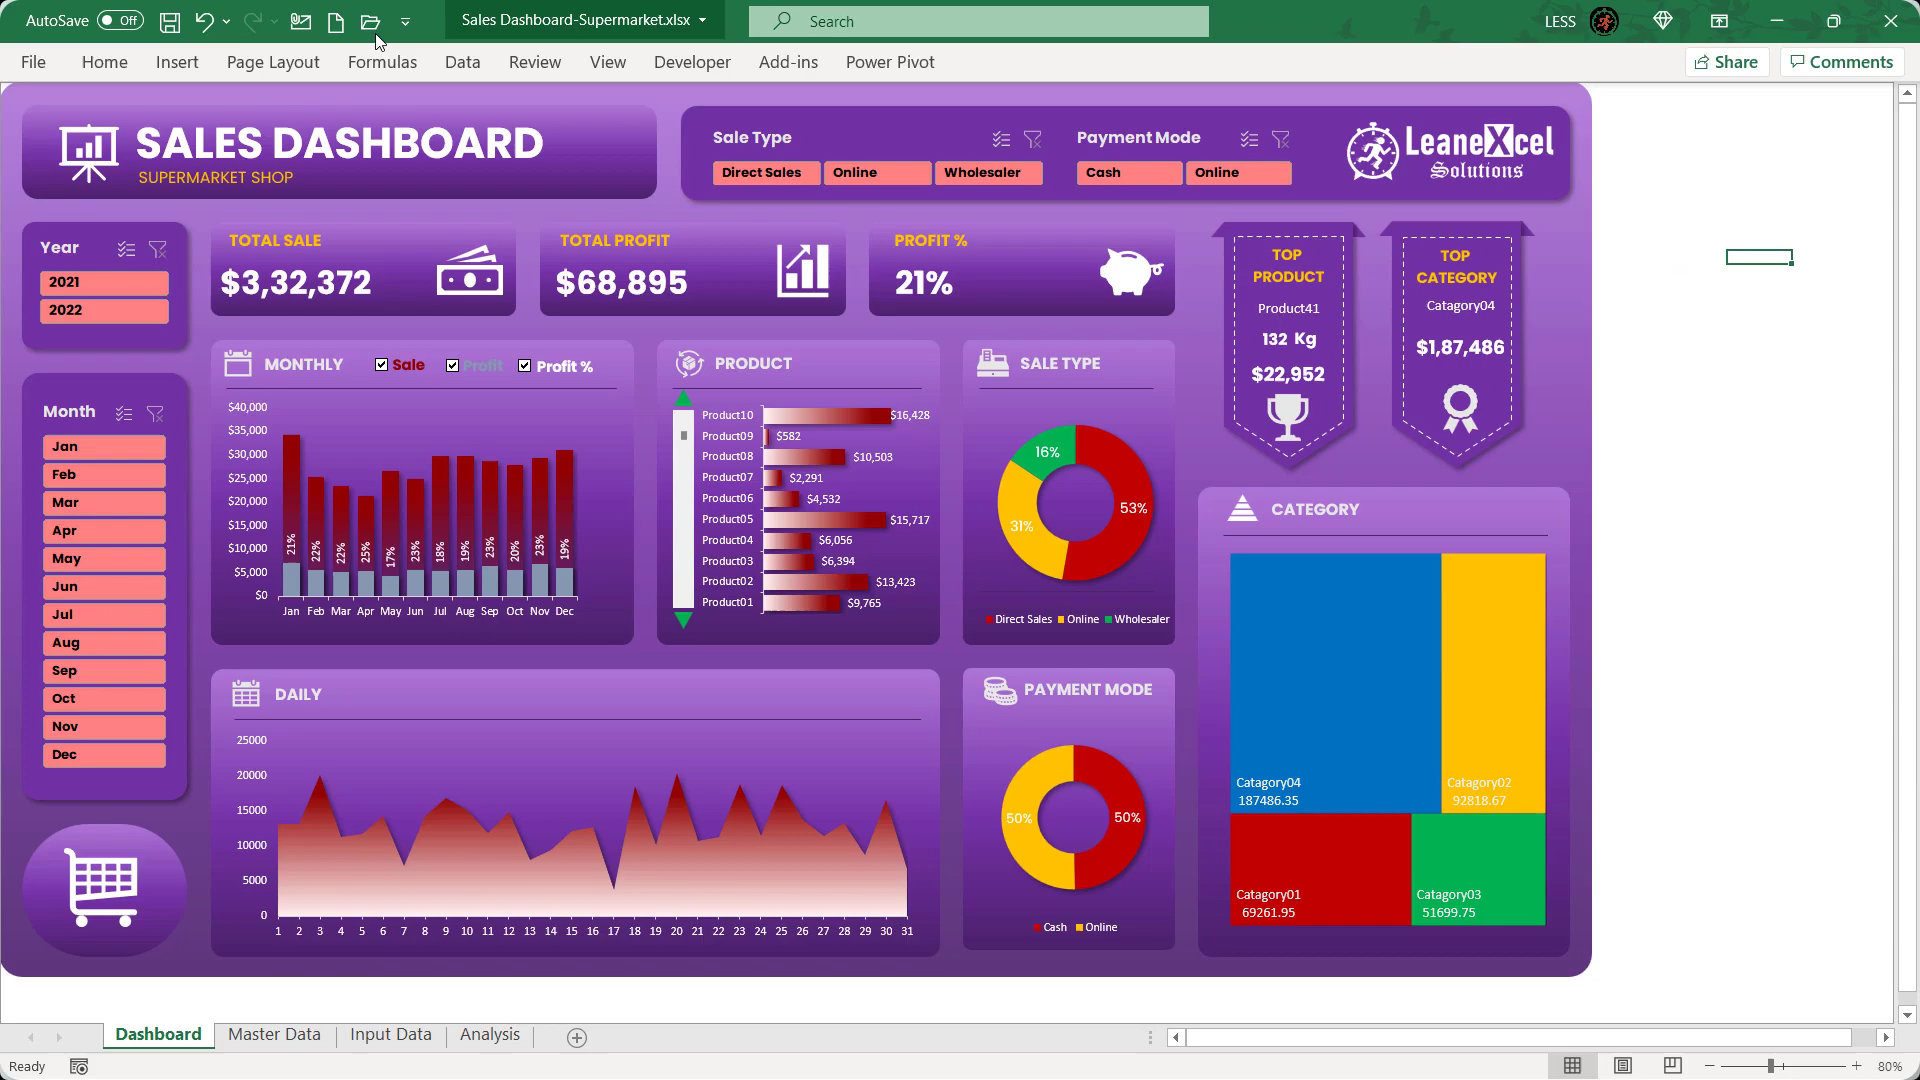 AutoSave Off
Sales Dashboard-Supermarket.xlsx
Search
LESS
File Home Insert Page Layout Formulas Data Review View Developer Add-ins Power Pivot
Share Comments
SALES DASHBOARD
SUPERMARKET SHOP
Sale Type
Direct Sales Online Wholesaler
Payment Mode
Cash Online
LeaneXcel
Solutions
Year
2021
2022
TOTAL SALE
$3,32,372
TOTAL PROFIT
$68,895
PROFIT %
21%
TOP
PRODUCT
Product41
132 Kg
$22,952
TOP
CATEGORY
Catagory04
$1,87,486
Month
Jan
Feb
Mar
Apr
May
Jun
Jul
Aug
Sep
Oct
Nov
Dec
MONTHLY Sale Profit Profit %
$40,000
$35,000
$30,000
$25,000
$20,000
$15,000
$10,000
$5,000
$0
21% 22% 22% 25% 17% 23% 18% 19% 23% 20% 23% 19%
Jan Feb Mar Apr May Jun Jul Aug Sep Oct Nov Dec
PRODUCT
Product10 $16,428
Product09 $582
Product08 $10,503
Product07 $2,291
Product06 $4,532
Product05 $15,717
Product04 $6,056
Product03 $6,394
Product02 $13,423
Product01 $9,765
SALE TYPE
16%
53%
31%
Direct Sales Online Wholesaler
CATEGORY
Catagory04
187486.35
Catagory02
92818.67
Catagory01
69261.95
Catagory03
51699.75
DAILY
25000
20000
15000
10000
5000
0
1 2 3 4 5 6 7 8 9 10 11 12 13 14 15 16 17 18 19 20 21 22 23 24 25 26 27 28 29 30 31
PAYMENT MODE
50% 50%
Cash Online
Dashboard Master Data Input Data Analysis
Ready
80%